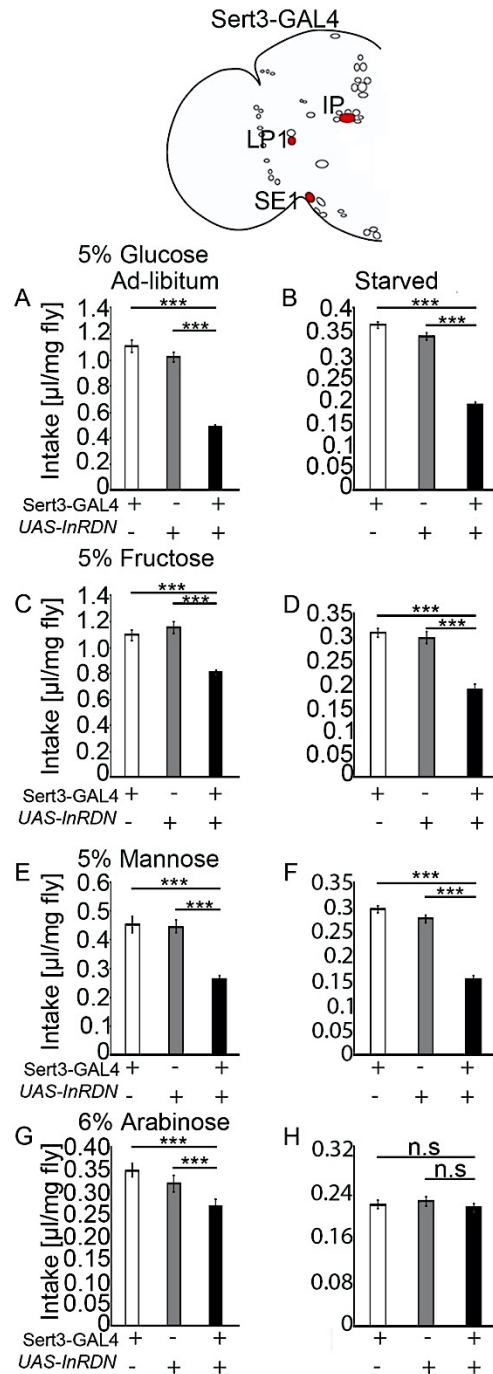 Sert3-GAL4
IP
LP1
SE1
5% Glucose
Ad-libitum
Starved
A
Intake [µl/mg fly]
1.4
1.2
1.0
0.8
0.6
0.4
0.2
0
***
***
B
0.4
0.35
0.3
0.25
0.2
0.15
0.1
0.05
0
***
***
Sert3-GAL4 + - + + - +
UAS-InRDN - + + - + +
5% Fructose
C
Intake [µl/mg fly]
1.4
1.2
1.0
0.8
0.6
0.4
0.2
0
***
***
D
0.35
0.3
0.25
0.2
0.15
0.1
0.05
0
***
***
Sert3-GAL4 + - + + - +
UAS-InRDN - + + - + +
5% Mannose
E
Intake [µl/mg fly]
0.6
0.5
0.4
0.3
0.2
0.1
0
***
***
F
0.35
0.3
0.25
0.2
0.15
0.1
0.05
0
***
***
Sert3-GAL4 + - + + - +
UAS-InRDN - + + - + +
6% Arabinose
G
Intake [µl/mg fly]
0.40
0.35
0.30
0.25
0.20
0.15
0.10
0.05
0
***
***
H
0.32
0.24
0.16
0.08
0
n.s
n.s
Sert3-GAL4 + - + + - +
UAS-InRDN - + + - + +